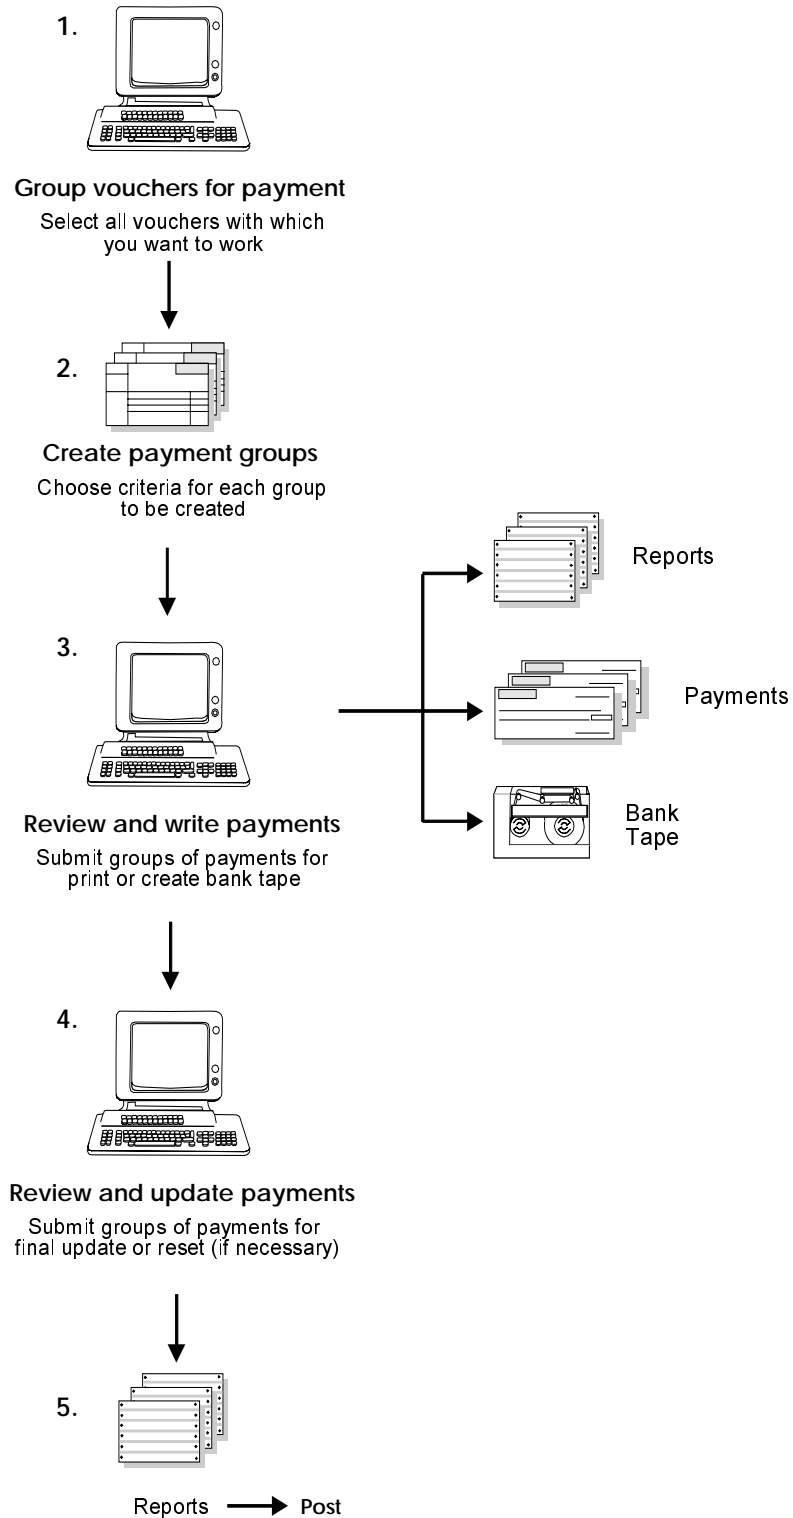 1.
Group vouchers for payment
Select all vouchers with which
you want to work
2.
Create payment groups
Choose criteria for each group
to be created
3.
Review and write payments
Submit groups of payments for
print or create bank tape
Reports
Payments
Bank
Tape
4.
Review and update payments
Submit groups of payments for
final update or reset (if necessary)
5.
Reports Post